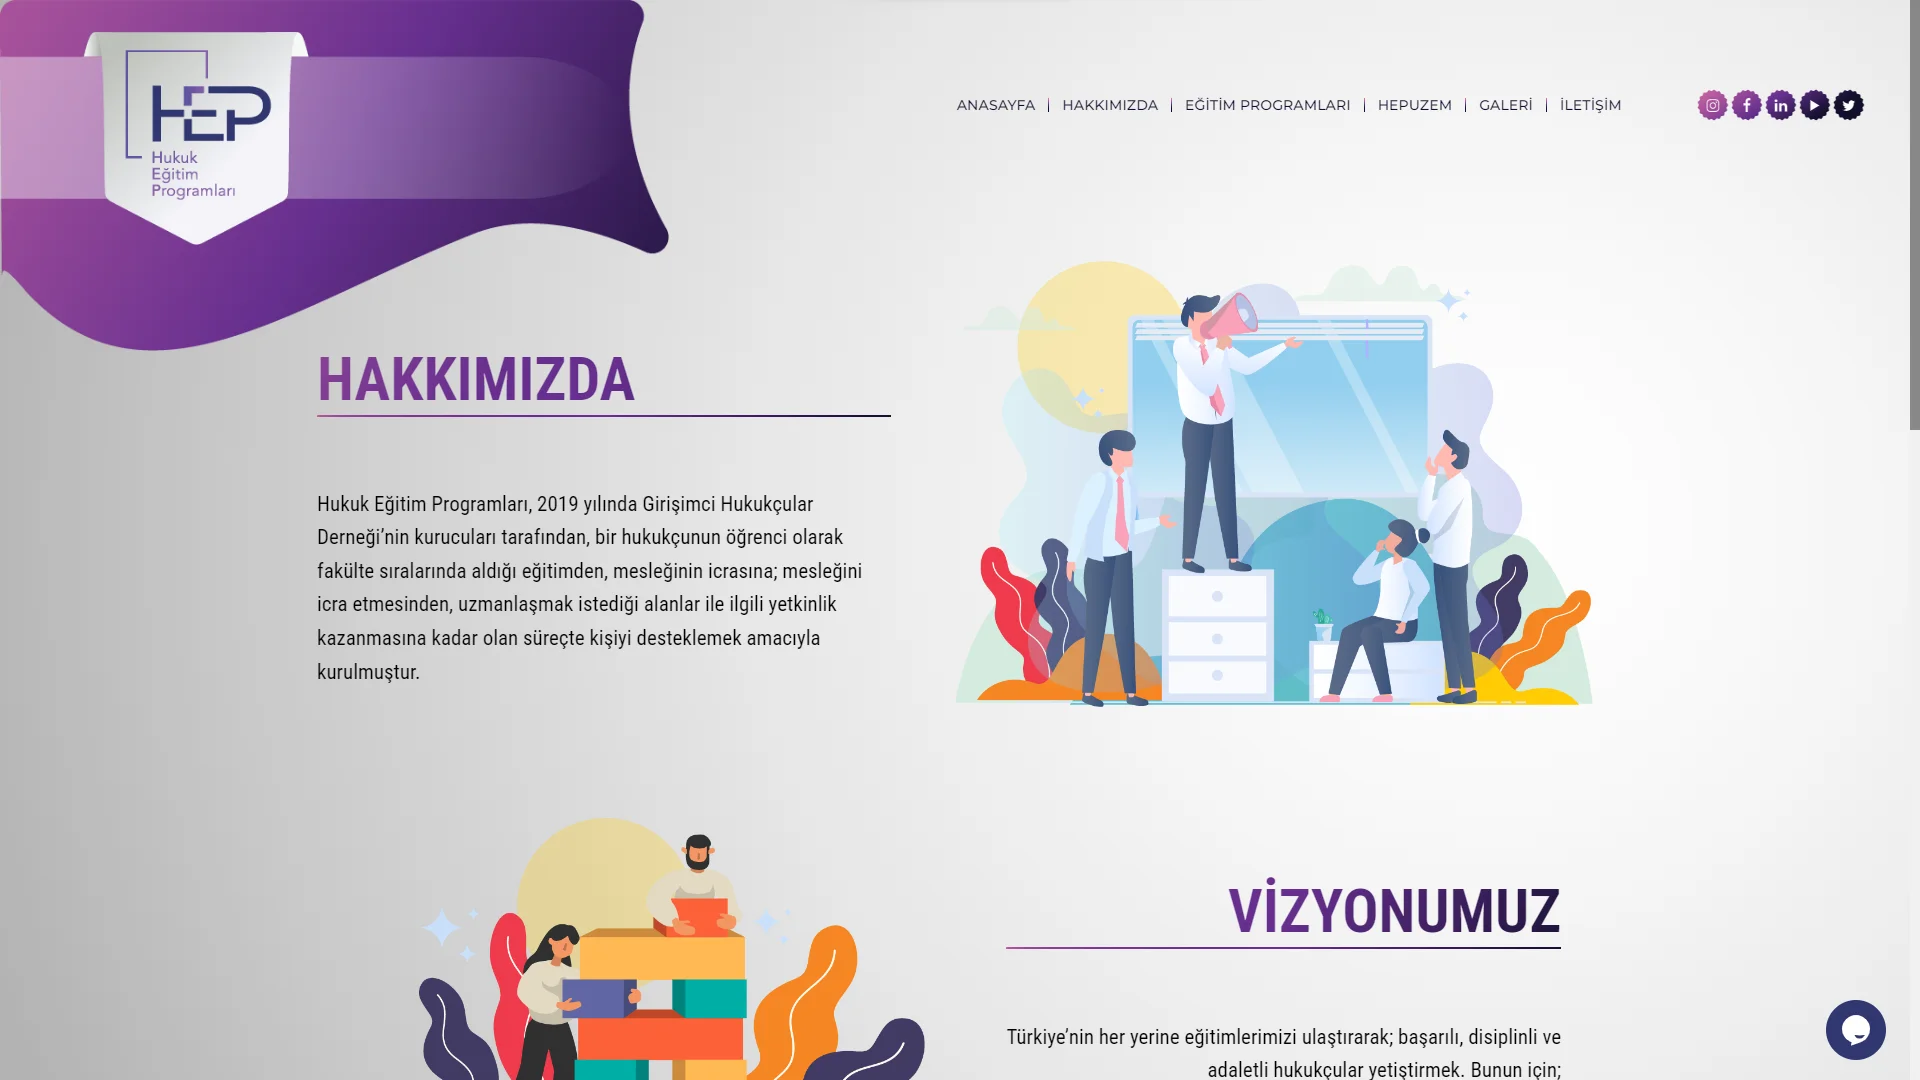 HEP
Hukuk
Eğitim
Programları
ANASAYFA
HAKKIMIZDA
EĞİTİM PROGRAMLARI
HEPUZEM
GALERİ
İLETİŞİM
HAKKIMIZDA
Hukuk Eğitim Programları, 2019 yılında Girişimci Hukukçular
Derneği’nin kurucuları tarafından, bir hukukçunun öğrenci olarak
fakülte sıralarında aldığı eğitimden, mesleğinin icrasına; mesleğini
icra etmesinden, uzmanlaşmak istediği alanlar ile ilgili yetkinlik
kazanmasına kadar olan süreçte kişiyi desteklemek amacıyla
kurulmuştur.
VİZYONUMUZ
Türkiye’nin her yerine eğitimlerimizi ulaştırarak; başarılı, disiplinli ve
adaletli hukukçular yetiştirmek. Bunun için;